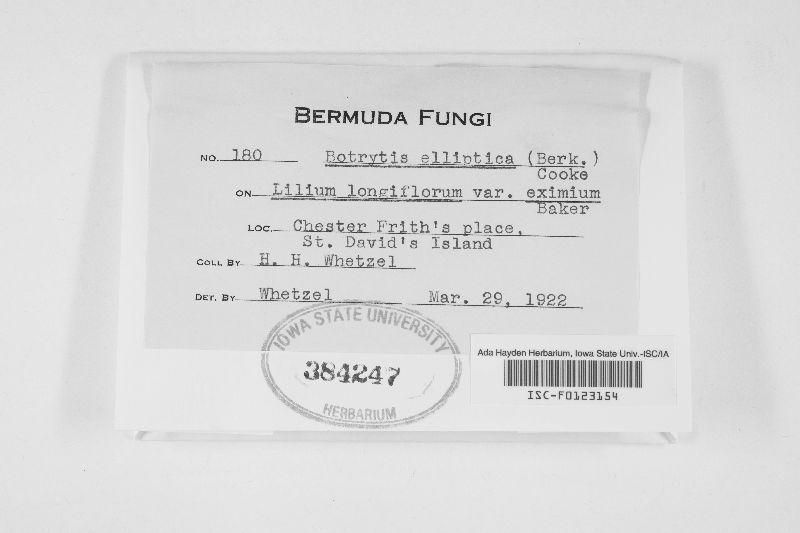 BERMUDA FUNGI
NO. 180 Botrytis elliptica (Berk.)
Cooke
ON Lilium longiflorum var. eximium
Baker
LOC. Chester Frith's place,
St. David's Island
COLL BY H. H. Whetzel
DET. BY Whetzel Mar. 29, 1922
IOWA STATE UNIVERSITY
384247
HERBARIUM
Ada Hayden Herbarium, Iowa State Univ.-ISC/IA
ISC-F0123154